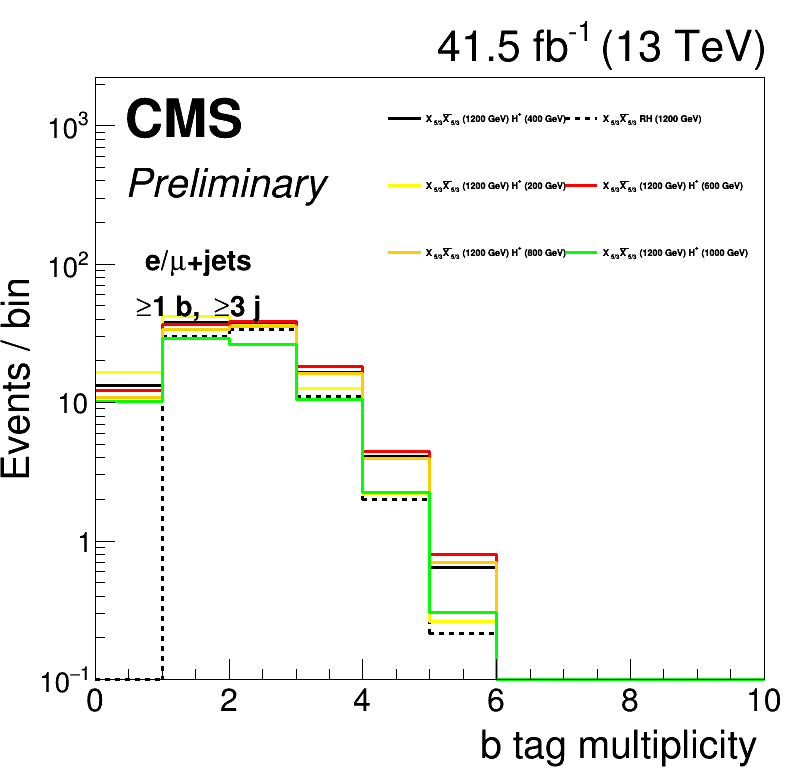 41.5 fb⁻¹ (13 TeV)
CMS
Preliminary
e/μ+jets
≥1 b, ≥3 j
X₅/₃X̅₅/₃ (1200 GeV) H⁺ (400 GeV)
X₅/₃X̅₅/₃ RH (1200 GeV)
X₅/₃X̅₅/₃ (1200 GeV) H⁺ (200 GeV)
X₅/₃X̅₅/₃ (1200 GeV) H⁺ (600 GeV)
X₅/₃X̅₅/₃ (1200 GeV) H⁺ (800 GeV)
X₅/₃X̅₅/₃ (1200 GeV) H⁺ (1000 GeV)
Events / bin
10³
10²
10
1
10⁻¹
0 2 4 6 8 10
b tag multiplicity